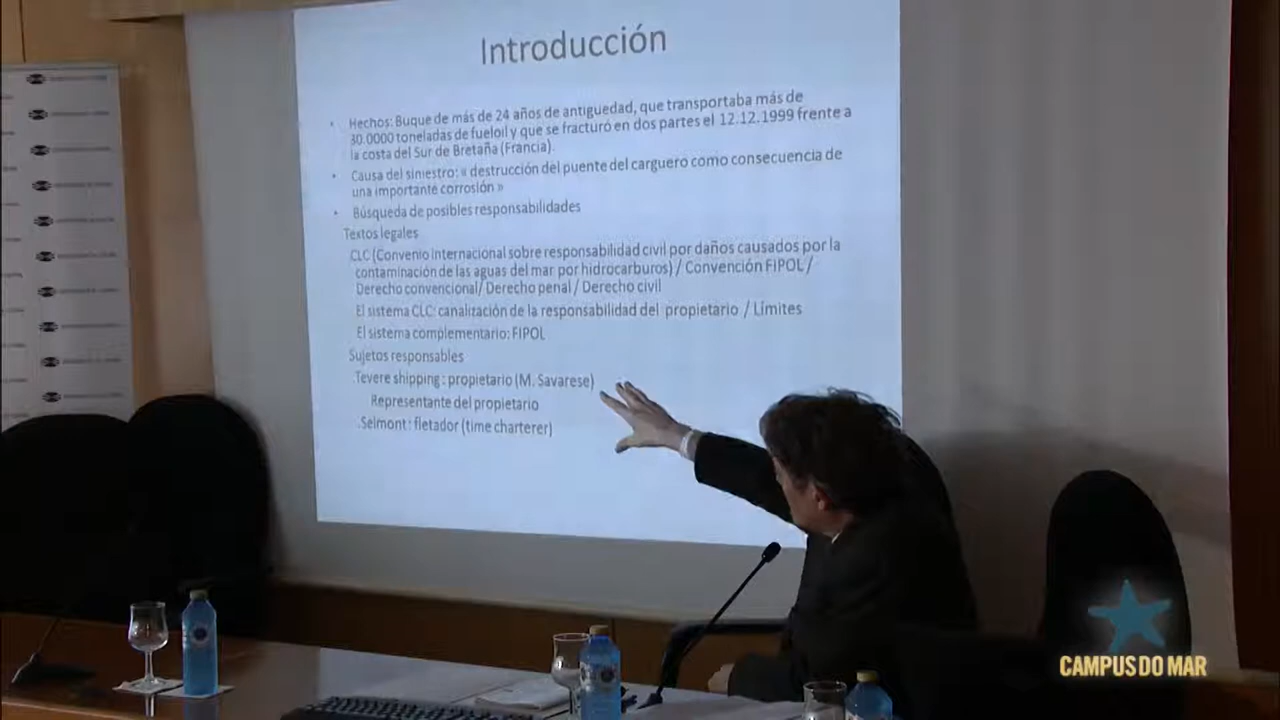 Introducción
Hechos: Buque de más de 24 años de antiguedad, que transportaba más de
30.0000 toneladas de fueloil y que se fracturó en dos partes el 12.12.1999 frente a
la costa del Sur de Bretaña (Francia).
Causa del siniestro: « destrucción del puente del carguero como consecuencia de
una importante corrosión »
Búsqueda de posibles responsabilidades
Textos legales
CLC (Convenio internacional sobre responsabilidad civil por daños causados por la
contaminación de las aguas del mar por hidrocarburos) / Convención FIPOL /
Derecho convencional/ Derecho penal / Derecho civil
El sistema CLC: canalización de la responsabilidad del propietario / Límites
El sistema complementario: FIPOL
Sujetos responsables
.Tevere shipping : propietario (M. Savarese)
Representante del propietario
.Selmont : fletador (time charterer)
CAMPUS DO MAR